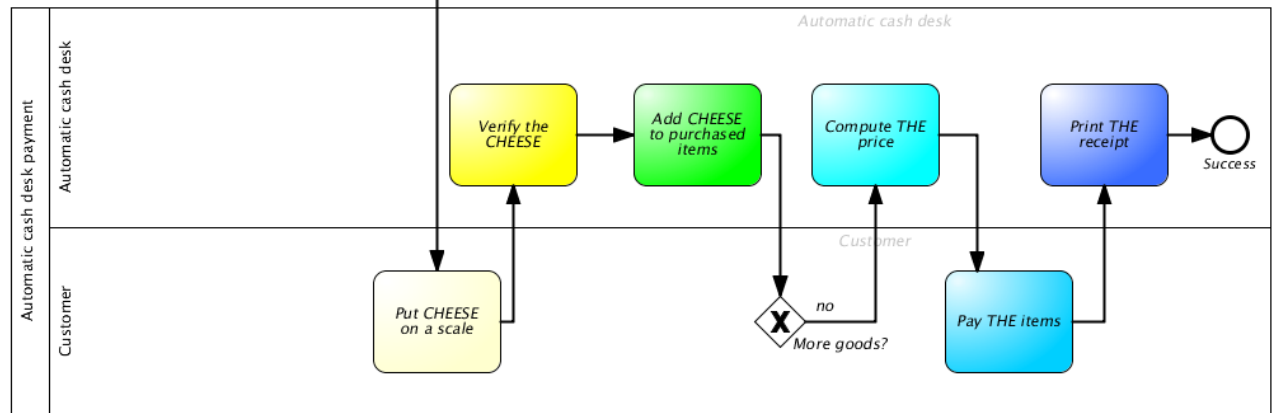 Automatic cash desk payment
Automatic cash desk
Automatic cash desk
Verify the
CHEESE
Add CHEESE
to purchased
items
Compute THE
price
Print THE
receipt
Success
Customer
Customer
Put CHEESE
on a scale
no
More goods?
Pay THE items